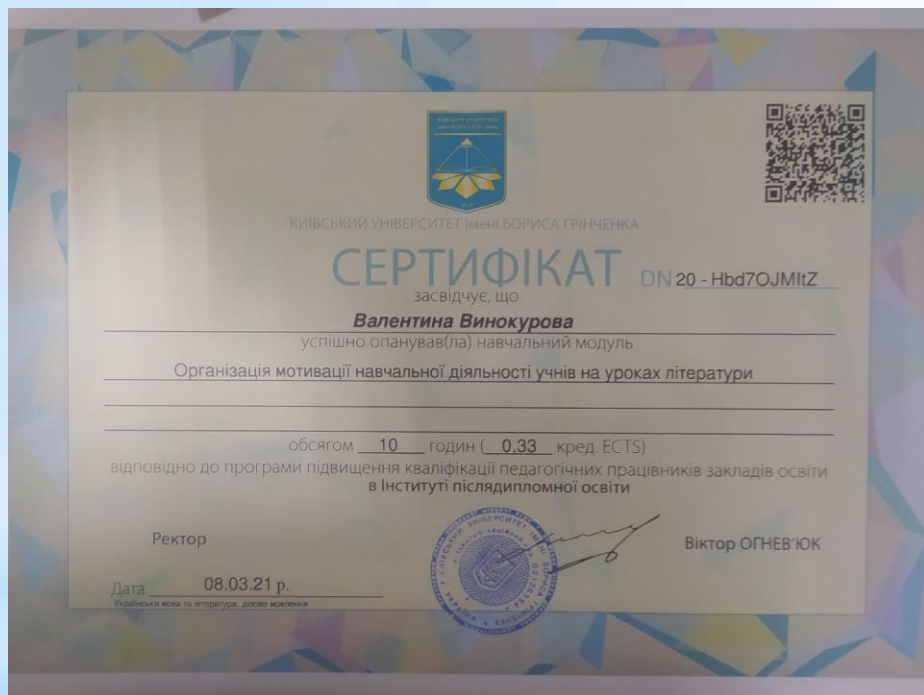 КИЇВСЬКИЙ УНІВЕРСИТЕТ імені БОРИСА ГРІНЧЕНКА
СЕРТИФІКАТ DN 20 - Hbd7OJMItZ
засвідчує, що
Валентина Винокурова
успішно опанував(ла) навчальний модуль
Організація мотивації навчальної діяльності учнів на уроках літератури
обсягом 10 годин ( 0,33 кред. ECTS)
відповідно до програми підвищення кваліфікації педагогічних працівників закладів освіти
в Інституті післядипломної освіти
Ректор
Віктор ОГНЕВ'ЮК
Дата 08.03.21 р.
Українська мова та література, ділове мовлення